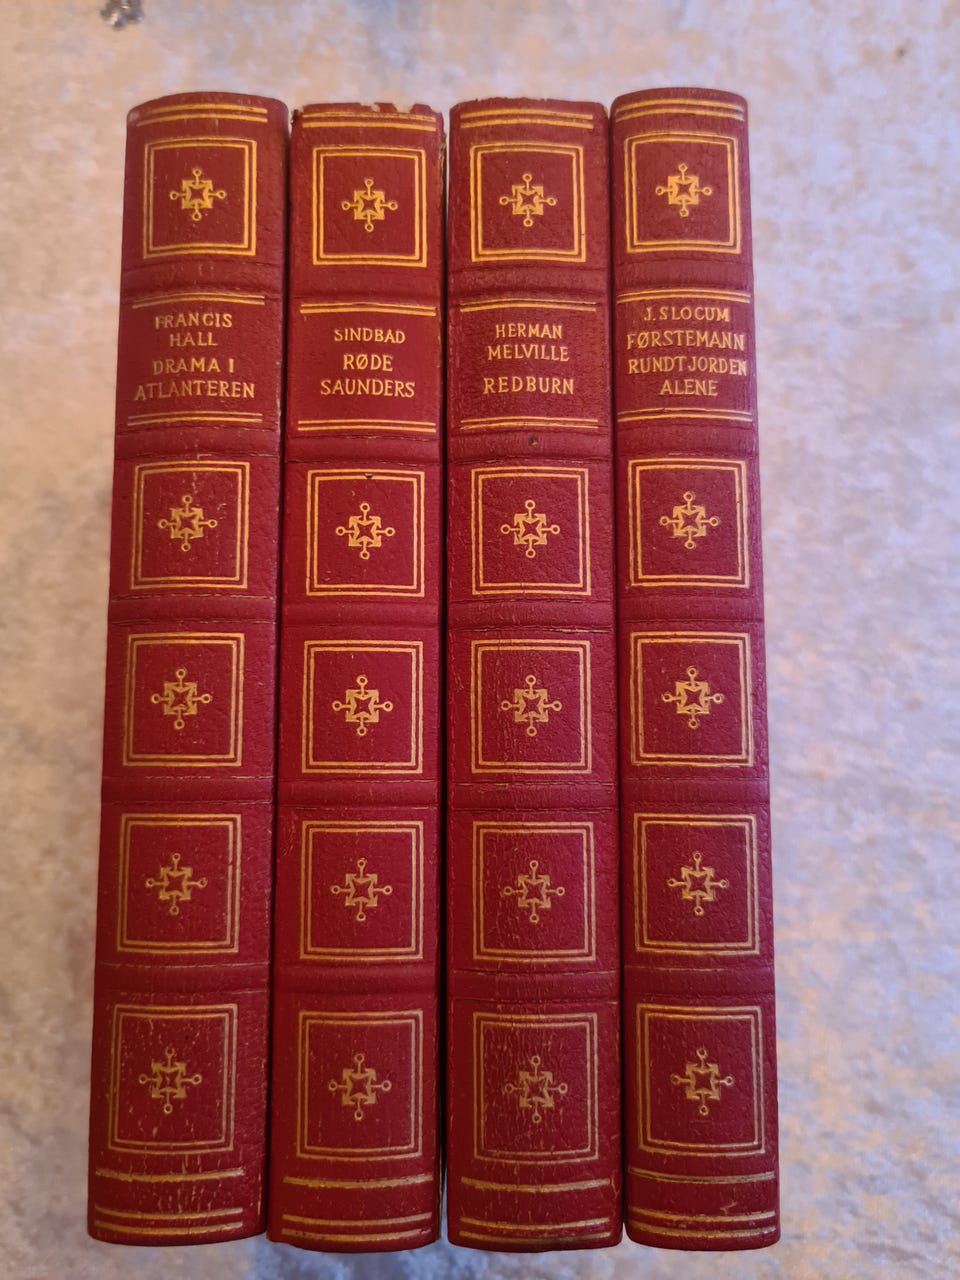 FRANCIS
HALL
DRAMA I
ATLANTEREN
SINDBAD
RØDE
SAUNDERS
HERMAN
MELVILLE
REDBURN
J. SLOCUM
FØRSTEMANN
RUNDT JORDEN
ALENE